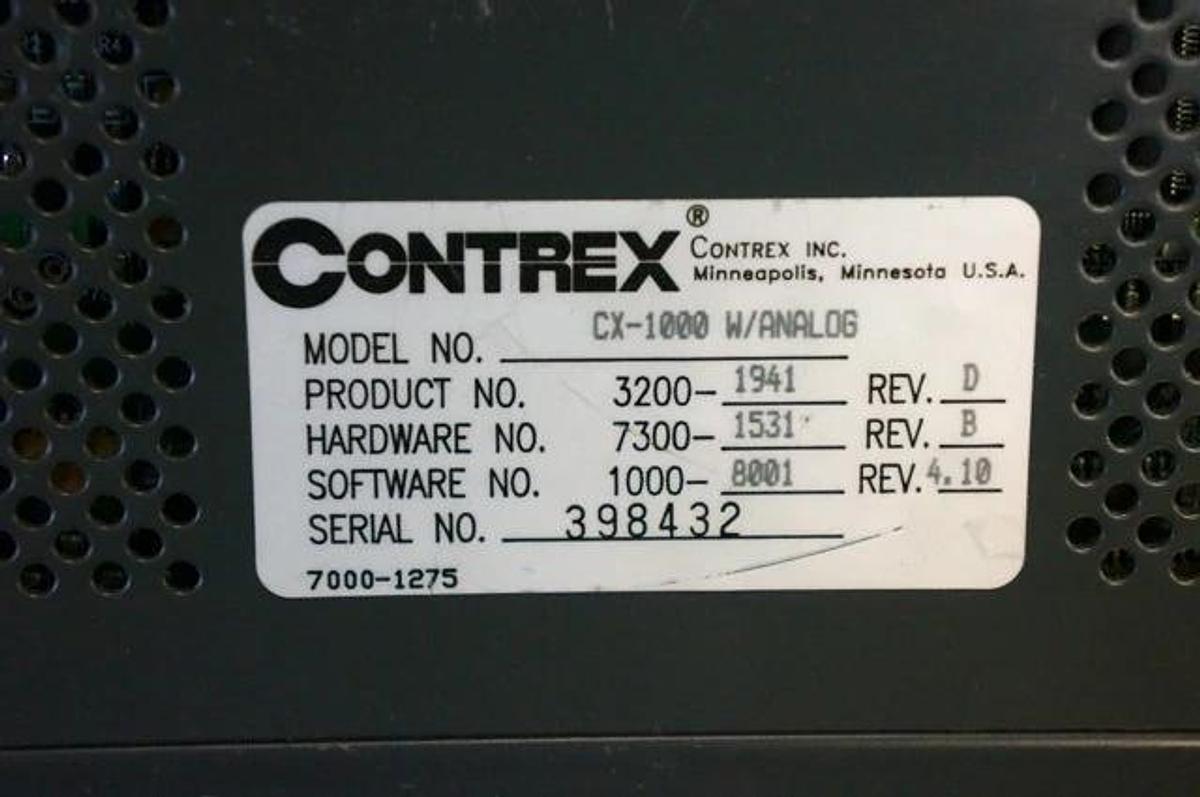 CONTREX® CONTREX INC.
Minneapolis, Minnesota U.S.A.
MODEL NO. CX-1000 W/ANALOG
PRODUCT NO. 3200-1941 REV. D
HARDWARE NO. 7300-1531 REV. B
SOFTWARE NO. 1000-8001 REV. 4.10
SERIAL NO. 398432
7000-1275